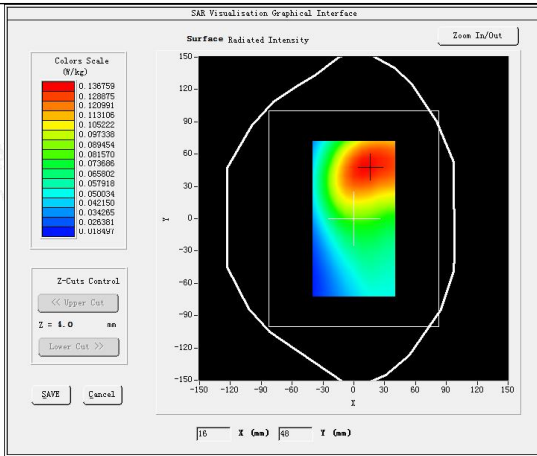 SAR Visualisation Graphical Interface
Surface Radiated Intensity
Zoom In/Out
Colors Scale
(W/kg)
0.136759
0.128875
0.120991
0.113106
0.105222
0.097338
0.089454
0.081570
0.073686
0.065802
0.057918
0.050034
0.042150
0.034265
0.026381
0.018497
Z-Cuts Control
<< Upper Cut
Z = 4.0 mm
Lower Cut >>
SAVE Cancel
150
120
90
60
30
0
-30
-60
-90
-120
-150
Y
-150 -120 -90 -60 -30 0 30 60 90 120 150
X
16 X (mm) 48 Y (mm)